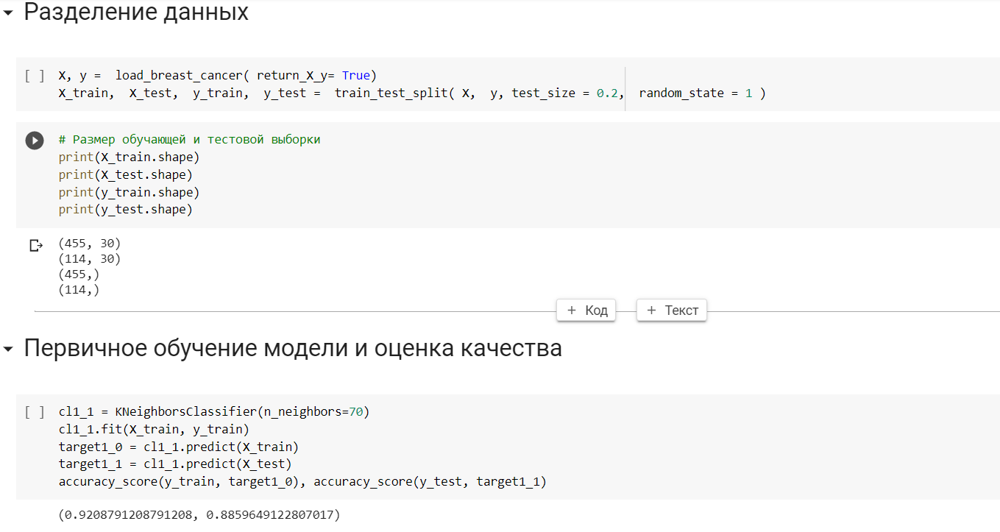 Разделение данных
[ ] X, y =  load_breast_cancer( return_X_y= True)
X_train,  X_test,  y_train,  y_test =  train_test_split( X,  y, test_size = 0.2,  random_state = 1 )
# Размер обучающей и тестовой выборки
print(X_train.shape)
print(X_test.shape)
print(y_train.shape)
print(y_test.shape)
(455, 30)
(114, 30)
(455,)
(114,)
+ Код + Текст
Первичное обучение модели и оценка качества
[ ] cl1_1 = KNeighborsClassifier(n_neighbors=70)
cl1_1.fit(X_train, y_train)
target1_0 = cl1_1.predict(X_train)
target1_1 = cl1_1.predict(X_test)
accuracy_score(y_train, target1_0), accuracy_score(y_test, target1_1)
(0.9208791208791208, 0.8859649122807017)